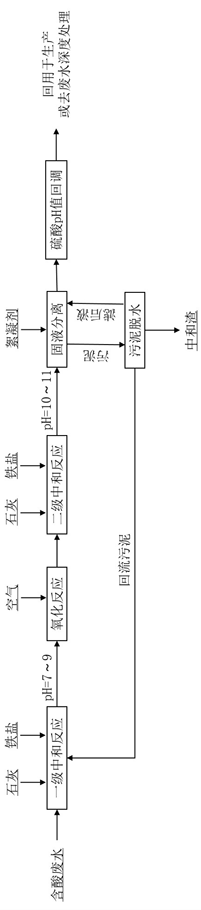 含酸废水
石灰
铁盐
一级中和反应
pH=7～9
空气
氧化反应
石灰
铁盐
二级中和反应
pH=10～11
絮凝剂
固液分离
硫酸pH值回调
回用于生产
或去废水深度处理
污泥
滤后液
污泥脱水
回流污泥
中和渣